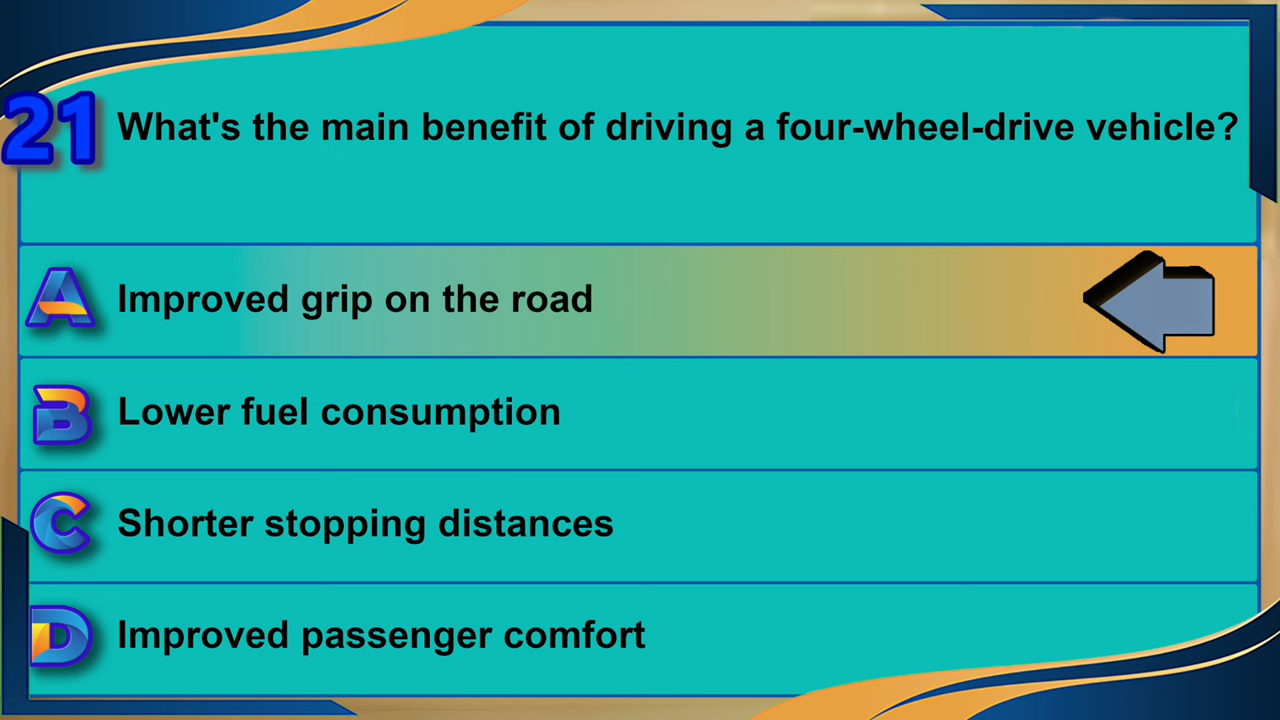 21 What's the main benefit of driving a four-wheel-drive vehicle?
A Improved grip on the road
B Lower fuel consumption
C Shorter stopping distances
D Improved passenger comfort